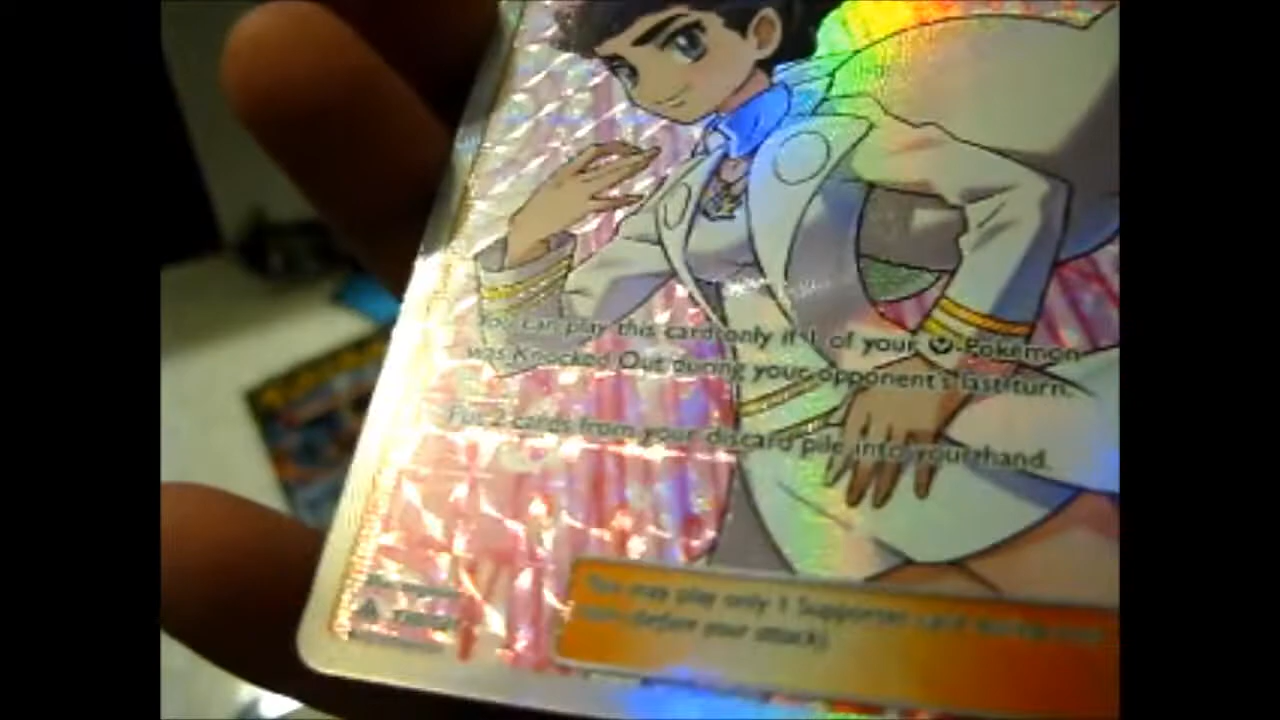 You can play this card only if 1 of your Pokémon
was Knocked Out during your opponent's last turn.
Put 2 cards from your discard pile into your hand.
You may play only 1 Supporter card during your
turn (before your attack).